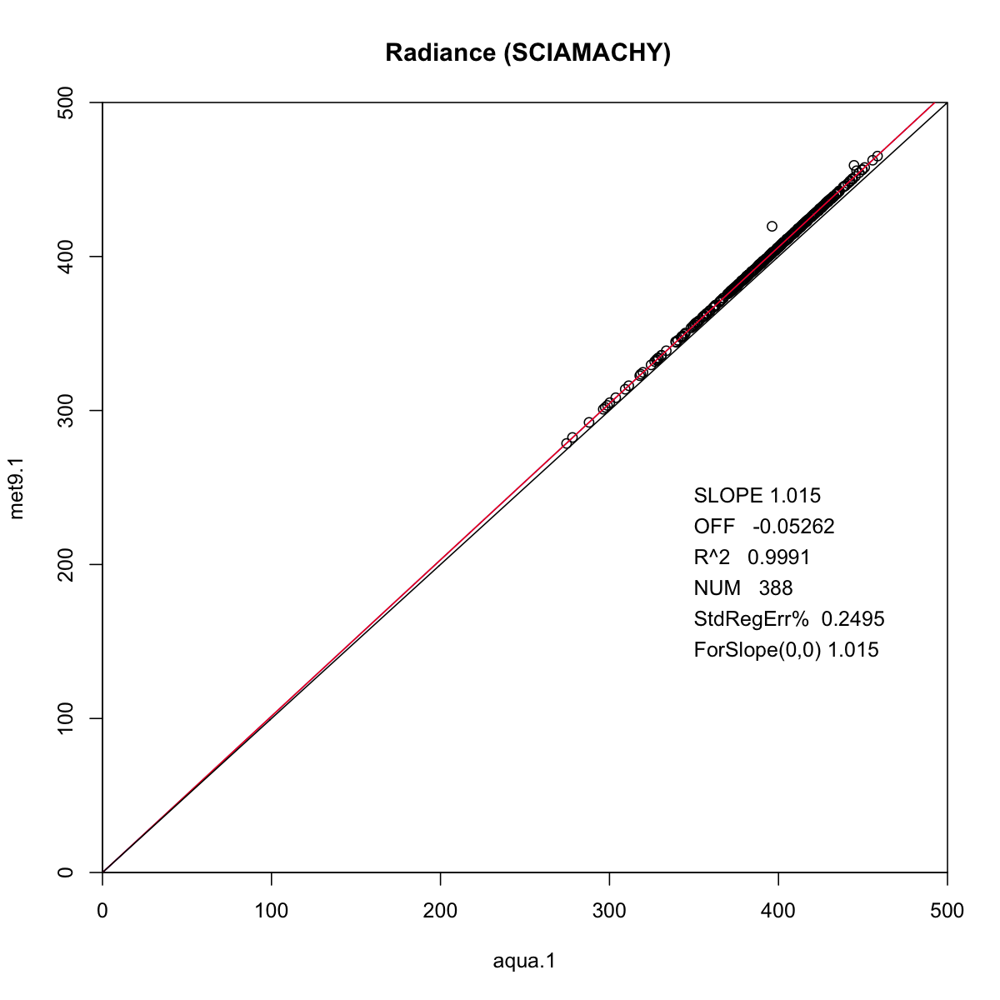 Radiance (SCIAMACHY)
500
400
300
200
100
0
met9.1
SLOPE 1.015
OFF -0.05262
R^2 0.9991
NUM 388
StdRegErr% 0.2495
ForSlope(0,0) 1.015
0 100 200 300 400 500
aqua.1